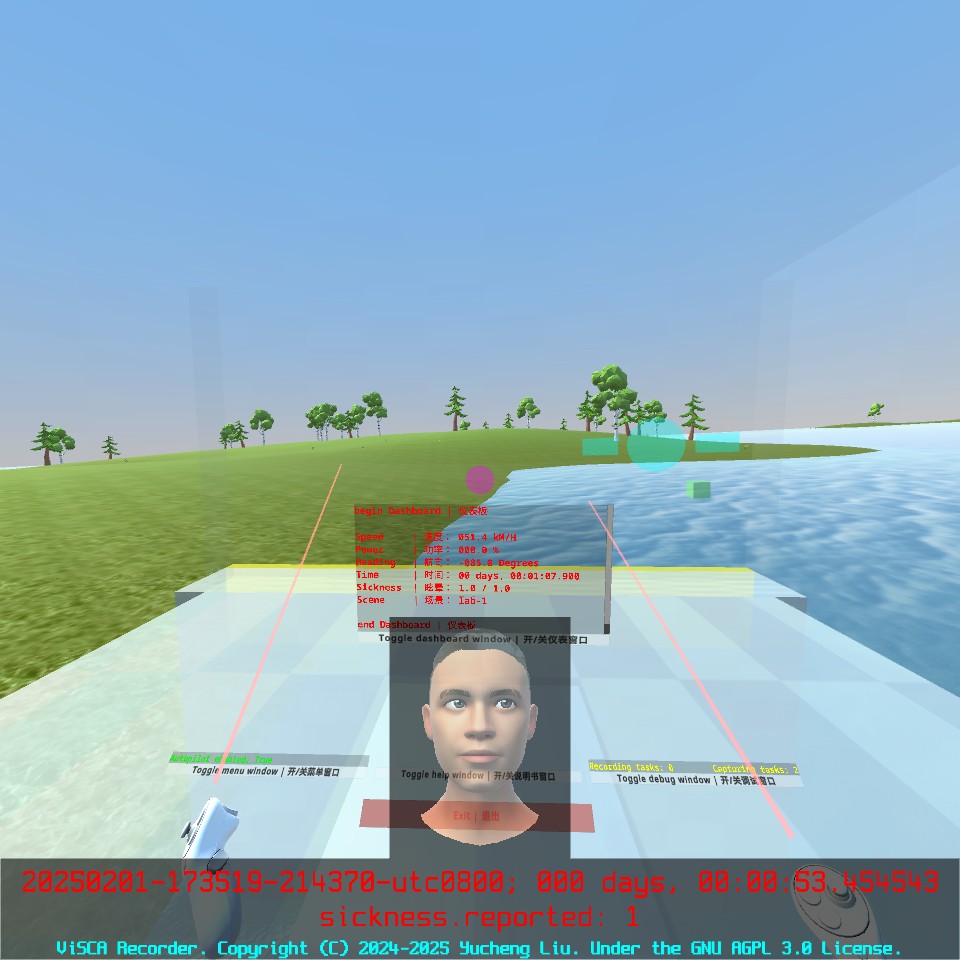 begin Dashboard | 仪表板
Speed | 速度: 051.4 kM/H
Power | 功率: 000.0 %
Heading | 航向: -085.8 Degrees
Time | 时间: 00 days, 00:01:07.900
Sickness | 眩晕: 1.0 / 1.0
Scene | 场景: lab-1
end Dashboard | 仪表板
Toggle dashboard window | 开/关仪表窗口
Autopilot enabled: True
Toggle menu window | 开/关菜单窗口
Toggle help window | 开/关说明书窗口
Recording tasks: 0 Capturing tasks: 2
Toggle debug window | 开/关调试窗口
Exit | 退出
20250201-173519-214370-utc0800; 000 days, 00:00:53.454543
sickness.reported: 1
ViSCA Recorder. Copyright (C) 2024-2025 Yucheng Liu. Under the GNU AGPL 3.0 License.